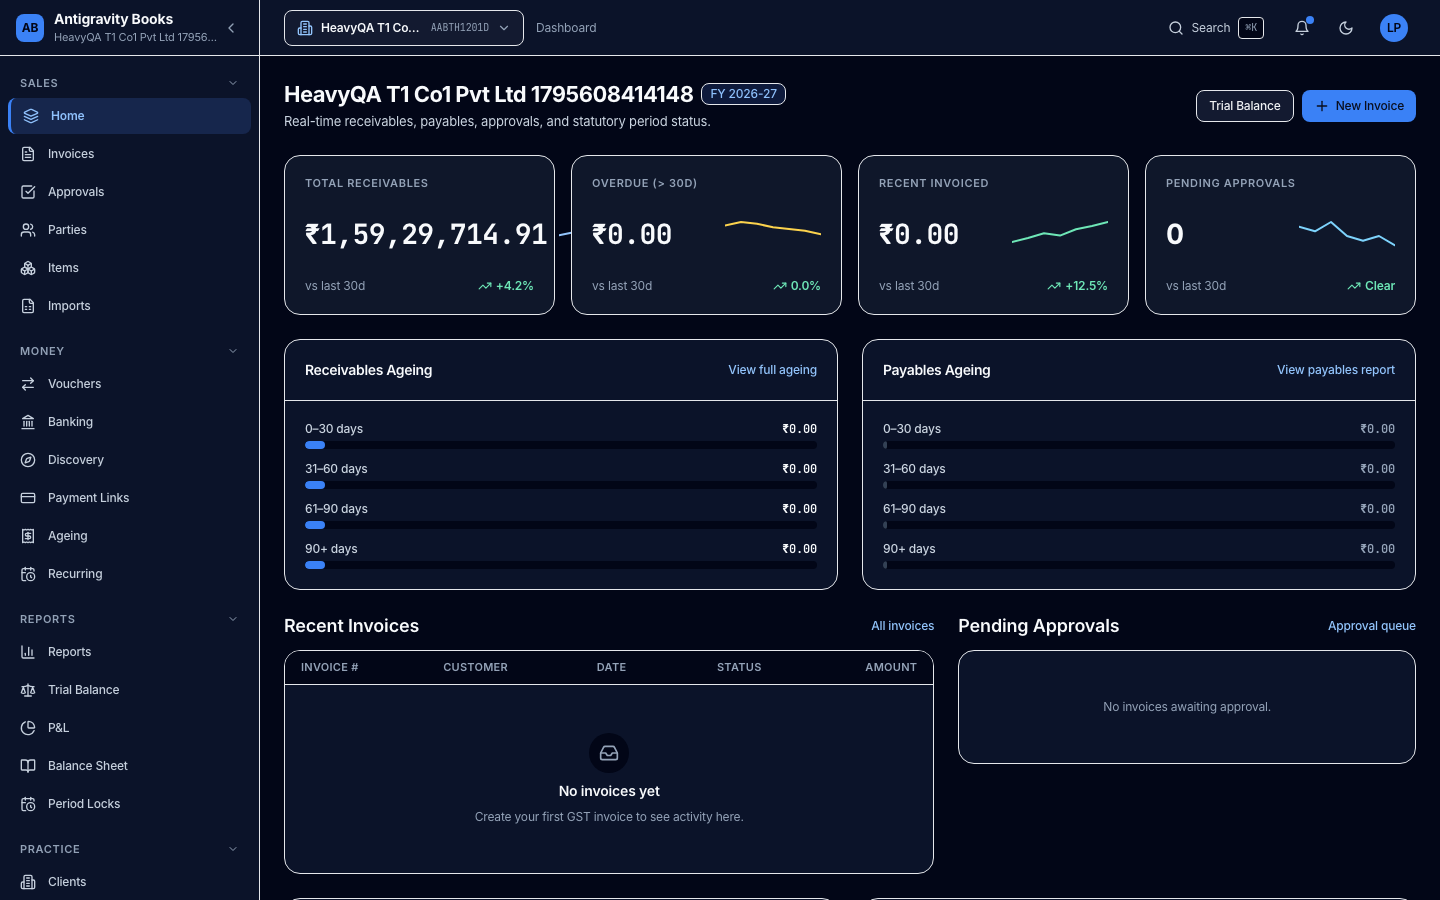 AB
Antigravity Books
HeavyQA T1 Co1 Pvt Ltd 17956...
HeavyQA T1 Co... AABTH1201D
Dashboard
Search ⌘K
LP
SALES
Home
Invoices
Approvals
Parties
Items
Imports
MONEY
Vouchers
Banking
Discovery
Payment Links
Ageing
Recurring
REPORTS
Reports
Trial Balance
P&L
Balance Sheet
Period Locks
PRACTICE
Clients
HeavyQA T1 Co1 Pvt Ltd 1795608414148 FY 2026-27
Real-time receivables, payables, approvals, and statutory period status.
Trial Balance
New Invoice
TOTAL RECEIVABLES
₹1,59,29,714.91
vs last 30d +4.2%
OVERDUE (> 30D)
₹0.00
vs last 30d 0.0%
RECENT INVOICED
₹0.00
vs last 30d +12.5%
PENDING APPROVALS
0
vs last 30d Clear
Receivables Ageing View full ageing
0–30 days ₹0.00
31–60 days ₹0.00
61–90 days ₹0.00
90+ days ₹0.00
Payables Ageing View payables report
0–30 days ₹0.00
31–60 days ₹0.00
61–90 days ₹0.00
90+ days ₹0.00
Recent Invoices All invoices
INVOICE # CUSTOMER DATE STATUS AMOUNT
No invoices yet
Create your first GST invoice to see activity here.
Pending Approvals Approval queue
No invoices awaiting approval.